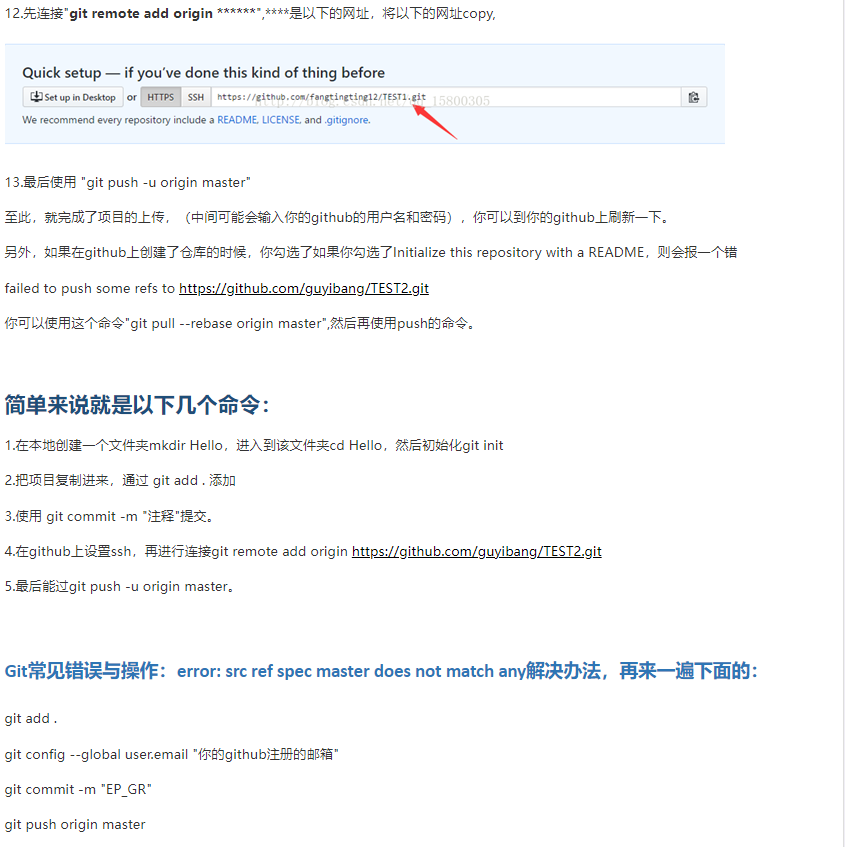 12.先连接"git remote add origin ******",****是以下的网址，将以下的网址copy,
Quick setup — if you've done this kind of thing before
Set up in Desktop or HTTPS SSH https://github.com/fangtingting12/TEST1.git
We recommend every repository include a README, LICENSE, and .gitignore.
13.最后使用 "git push -u origin master"
至此，就完成了项目的上传，（中间可能会输入你的github的用户名和密码），你可以到你的github上刷新一下。
另外，如果在github上创建了仓库的时候，你勾选了如果你勾选了Initialize this repository with a README，则会报一个错
failed to push some refs to https://github.com/guyibang/TEST2.git
你可以使用这个命令"git pull --rebase origin master",然后再使用push的命令。
简单来说就是以下几个命令：
1.在本地创建一个文件夹mkdir Hello，进入到该文件夹cd Hello，然后初始化git init
2.把项目复制进来，通过 git add . 添加
3.使用 git commit -m "注释"提交。
4.在github上设置ssh，再进行连接git remote add origin https://github.com/guyibang/TEST2.git
5.最后能过git push -u origin master。
Git常见错误与操作：error: src ref spec master does not match any解决办法，再来一遍下面的：
git add .
git config --global user.email "你的github注册的邮箱"
git commit -m "EP_GR"
git push origin master